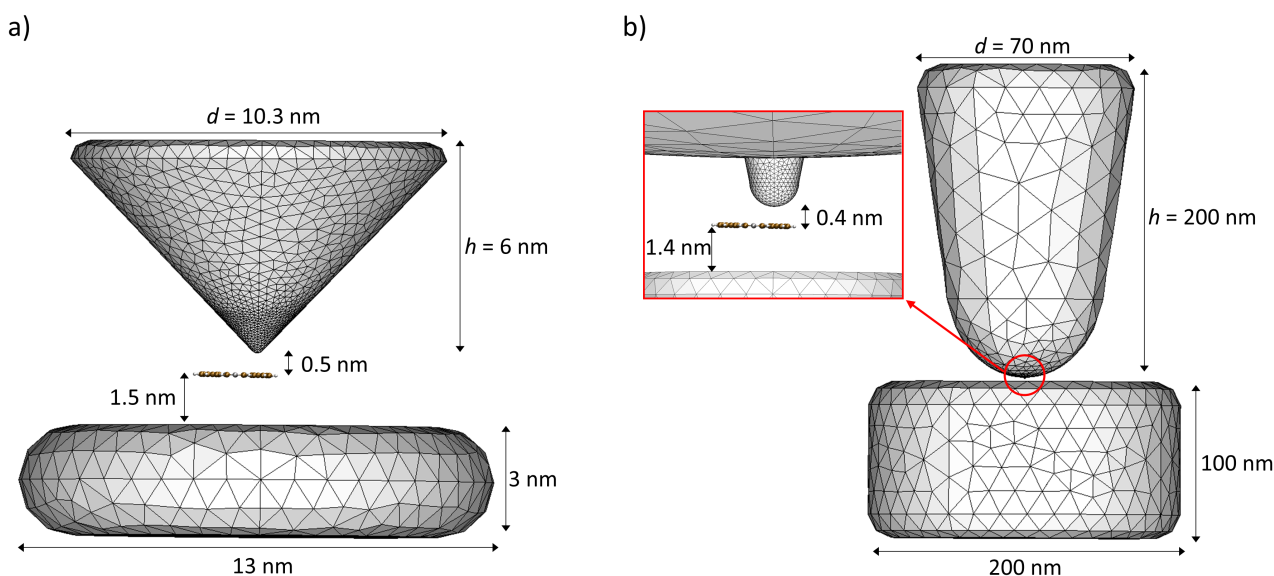 a)
d = 10.3 nm
h = 6 nm
0.5 nm
1.5 nm
3 nm
13 nm
b)
d = 70 nm
h = 200 nm
0.4 nm
1.4 nm
100 nm
200 nm